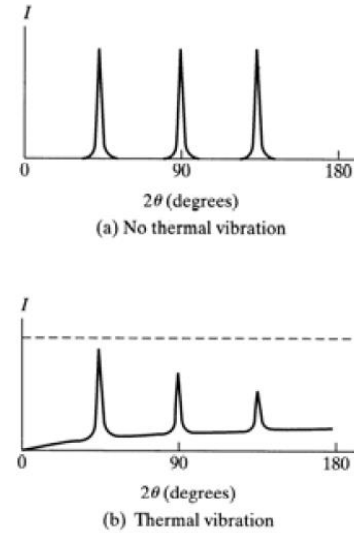 I
0
90
180
2θ (degrees)
(a) No thermal vibration
I
0
90
180
2θ (degrees)
(b) Thermal vibration